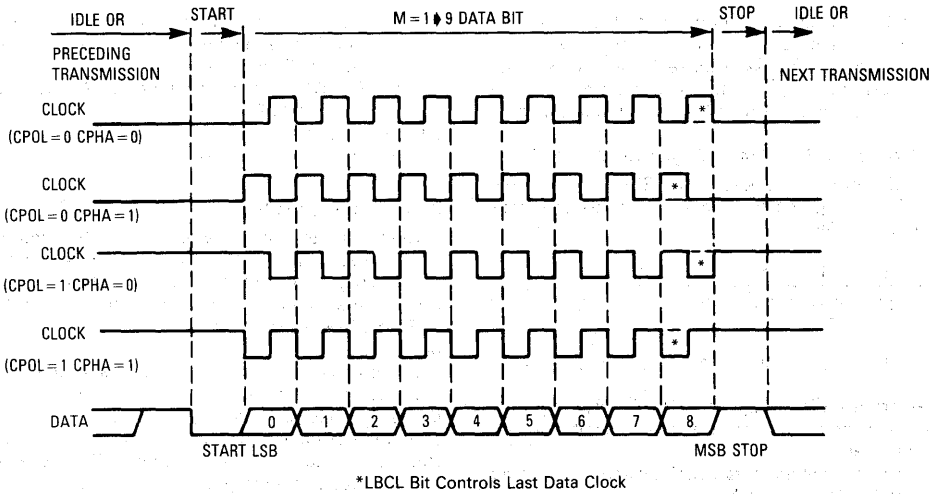 IDLE OR START M = 1 ➧ 9 DATA BIT STOP IDLE OR
PRECEDING
TRANSMISSION
NEXT TRANSMISSION
CLOCK
(CPOL = 0 CPHA = 0)
*
CLOCK
(CPOL = 0 CPHA = 1)
*
CLOCK
(CPOL = 1 CPHA = 0)
*
CLOCK
(CPOL = 1 CPHA = 1)
*
DATA 0 1 2 3 4 5 6 7 8
START LSB MSB STOP
*LBCL Bit Controls Last Data Clock